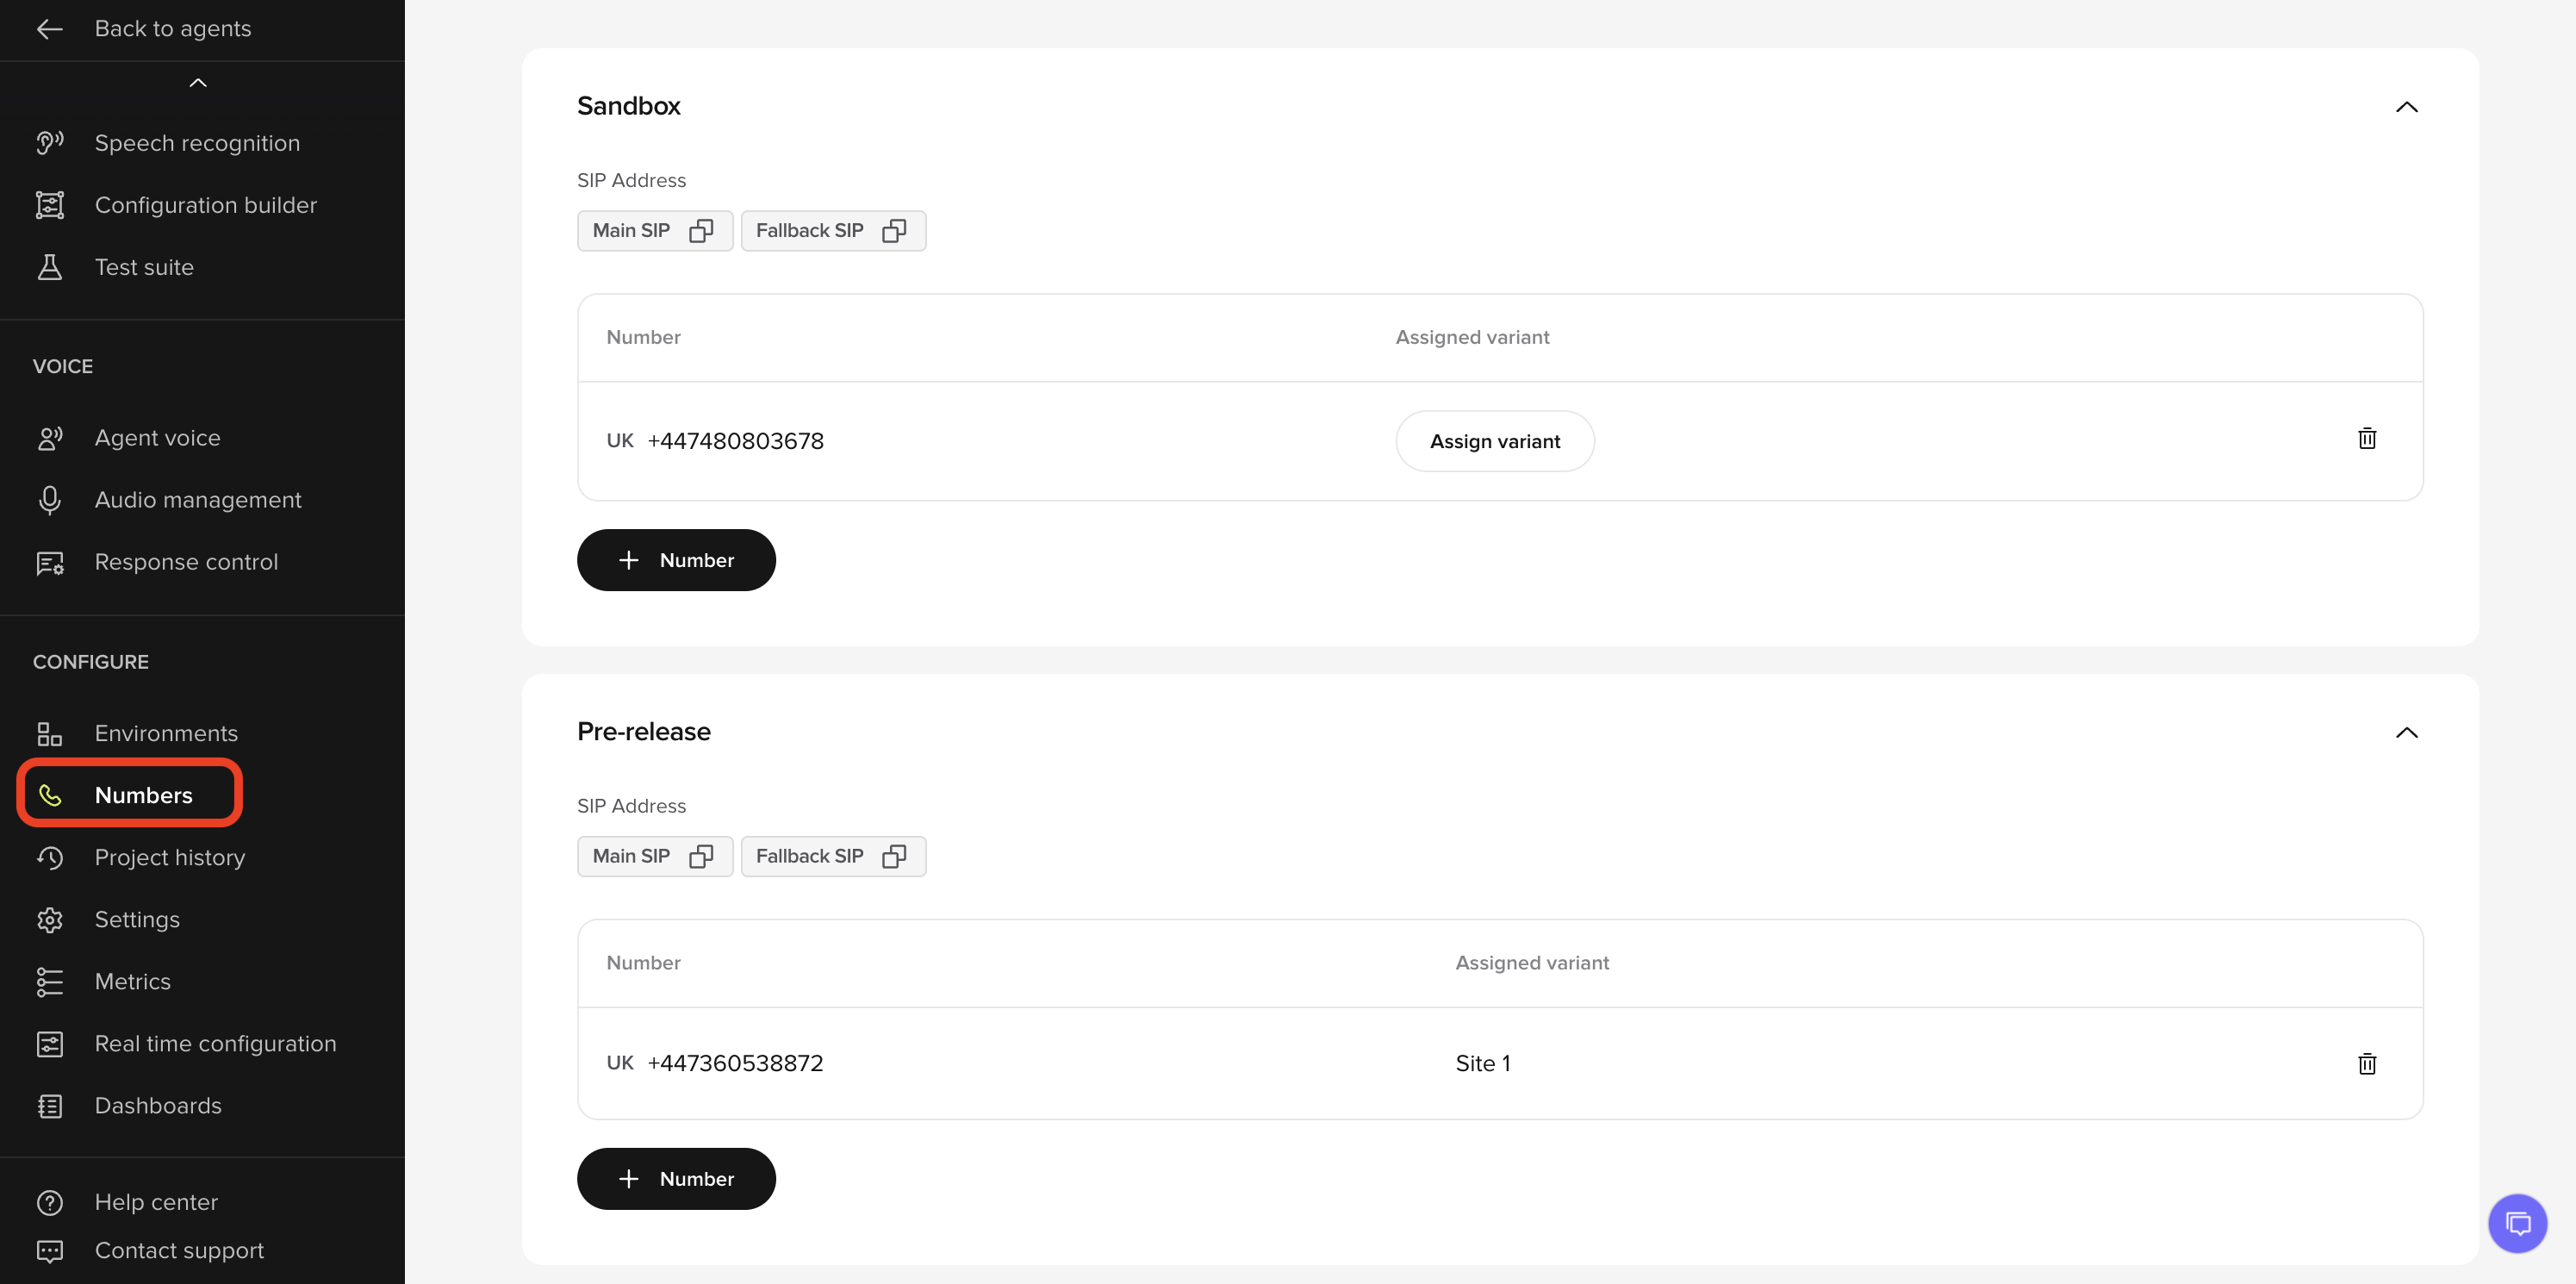 Back to agents
Speech recognition
Configuration builder
Test suite
VOICE
Agent voice
Audio management
Response control
CONFIGURE
Environments
Numbers
Project history
Settings
Metrics
Real time configuration
Dashboards
Help center
Contact support
Sandbox
SIP Address
Main SIP Fallback SIP
Number Assigned variant
UK +447480803678 Assign variant
+ Number
Pre-release
SIP Address
Main SIP Fallback SIP
Number Assigned variant
UK +447360538872 Site 1
+ Number